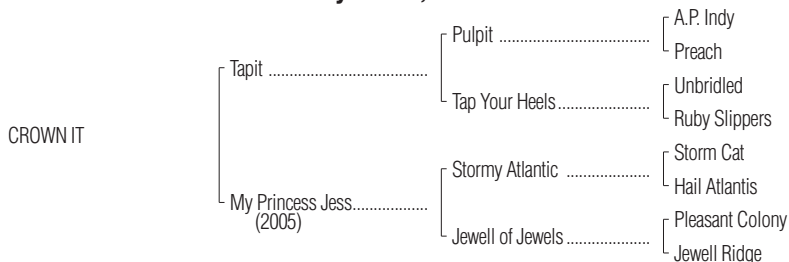 A.P. Indy
Pulpit ..................................................
Preach
Tapit .....................................
Unbridled
Tap Your Heels.............................
Ruby Slippers
CROWN IT
Storm Cat
Stormy Atlantic ..........................
Hail Atlantis
My Princess Jess..................
(2005)
Pleasant Colony
Jewell of Jewels..........................
Jewell Ridge